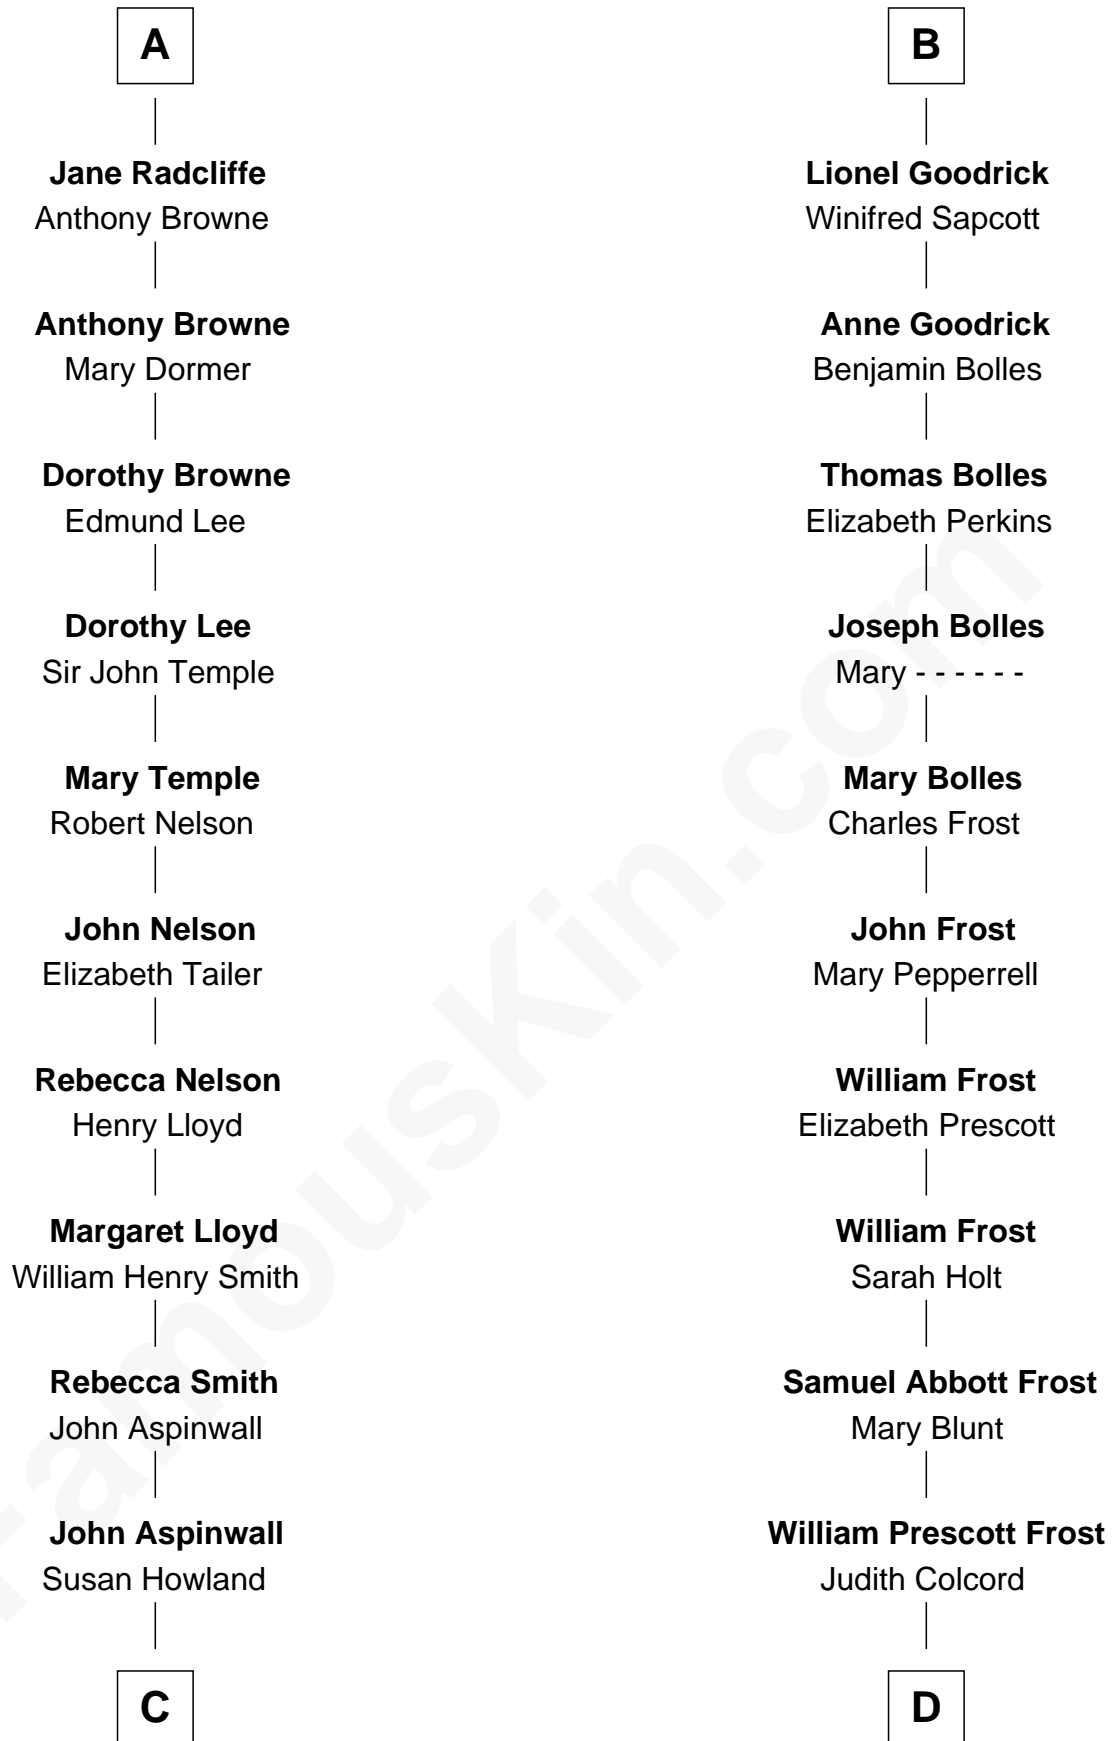 A
Jane Radcliffe
Anthony Browne
Anthony Browne
Mary Dormer
Dorothy Browne
Edmund Lee
Dorothy Lee
Sir John Temple
Mary Temple
Robert Nelson
John Nelson
Elizabeth Tailer
Rebecca Nelson
Henry Lloyd
Margaret Lloyd
William Henry Smith
Rebecca Smith
John Aspinwall
John Aspinwall
Susan Howland
C
B
Lionel Goodrick
Winifred Sapcott
Anne Goodrick
Benjamin Bolles
Thomas Bolles
Elizabeth Perkins
Joseph Bolles
Mary - - - - - -
Mary Bolles
Charles Frost
John Frost
Mary Pepperrell
William Frost
Elizabeth Prescott
William Frost
Sarah Holt
Samuel Abbott Frost
Mary Blunt
William Prescott Frost
Judith Colcord
D
FamousKin.com